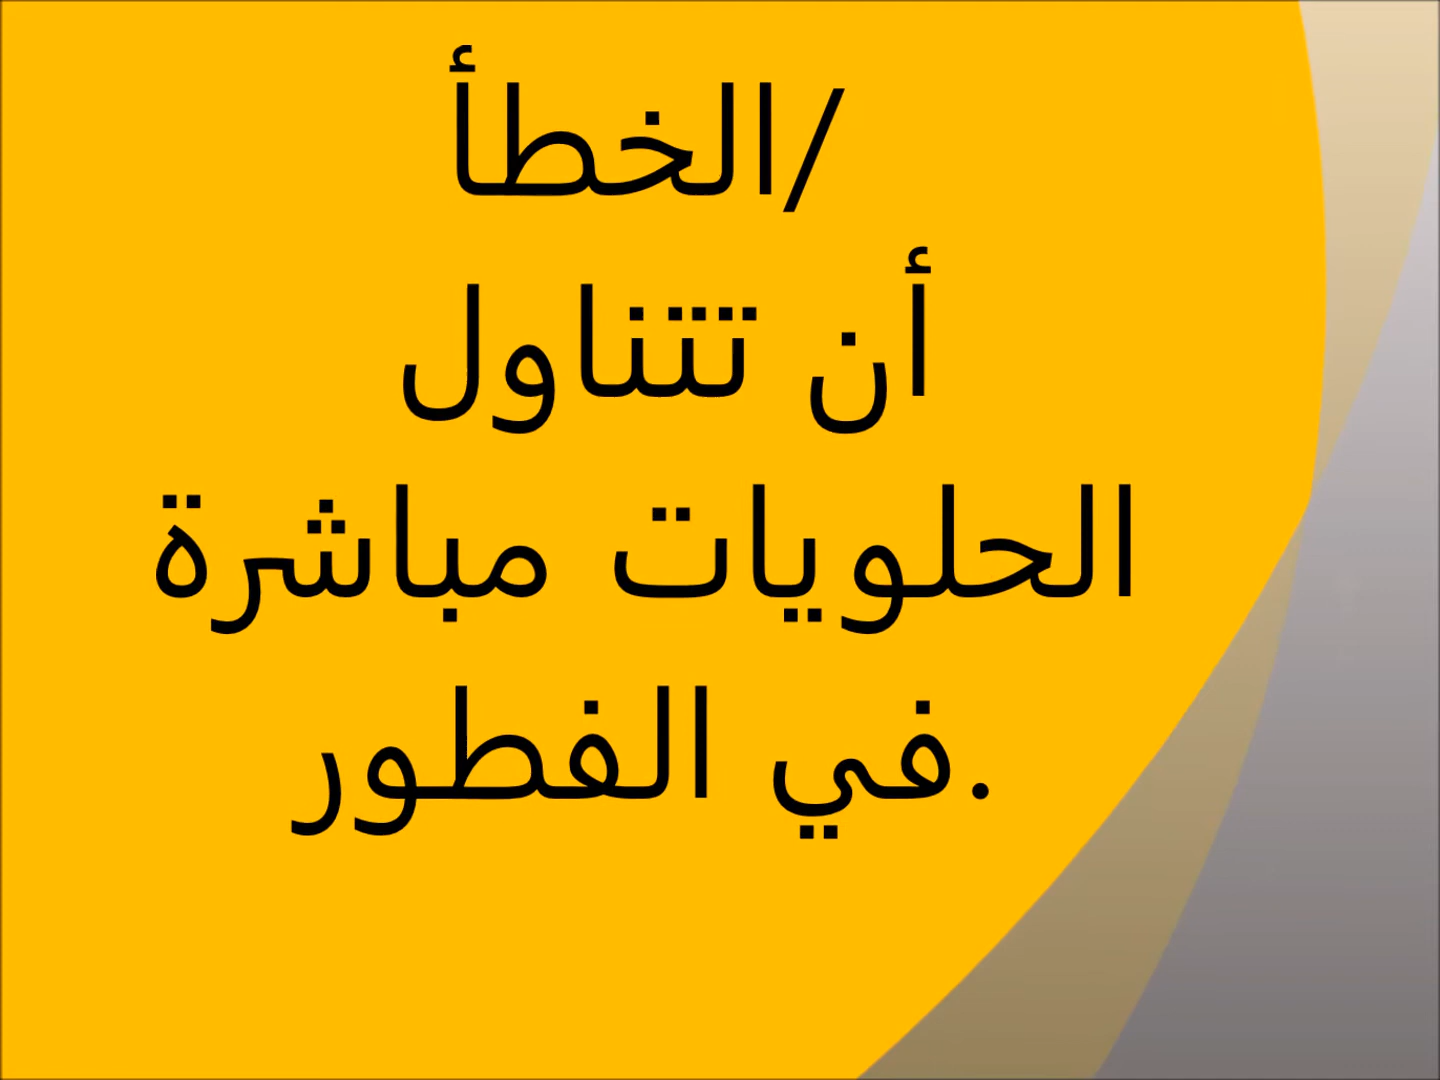 /الخطأ
أن تتناول
الحلويات مباشرة
.في الفطور